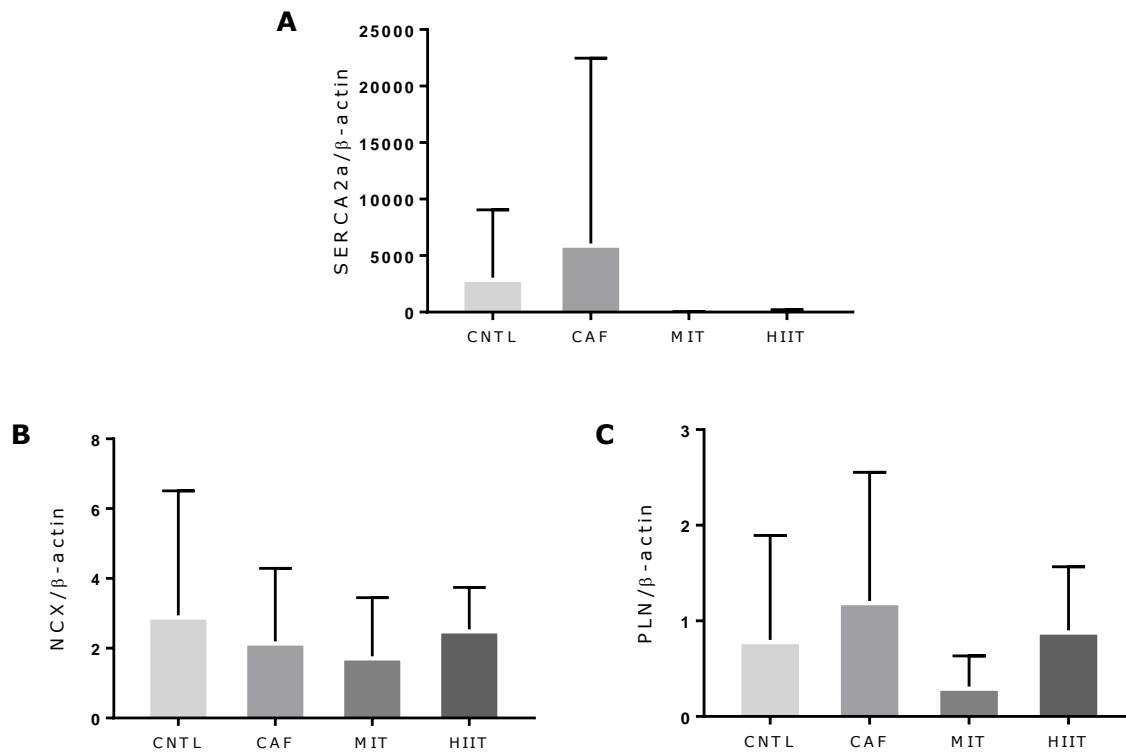 A
SERCA2a/β-actin
25000
20000
15000
10000
5000
0
CNTL CAF MIT HIIT
B
NCX/β-actin
8
6
4
2
0
CNTL CAF MIT HIIT
C
PLN/β-actin
3
2
1
0
CNTL CAF MIT HIIT